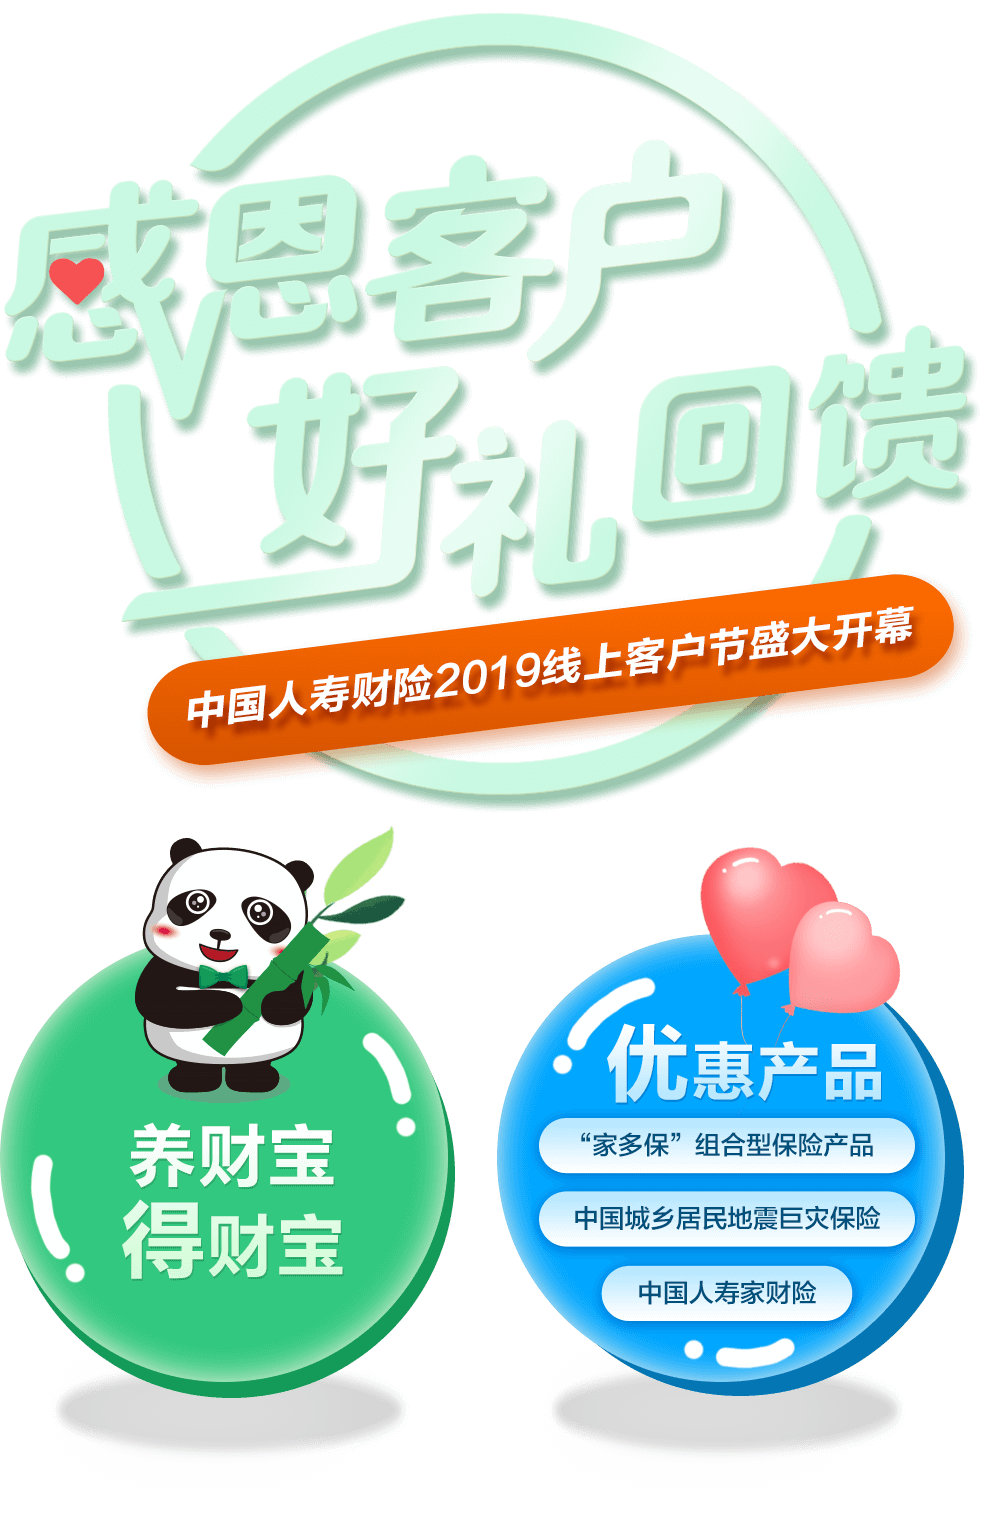 感恩客户
好礼回馈
中国人寿财险2019线上客户节盛大开幕
养财宝
得财宝
优惠产品
“家多保”组合型保险产品
中国城乡居民地震巨灾保险
中国人寿家财险